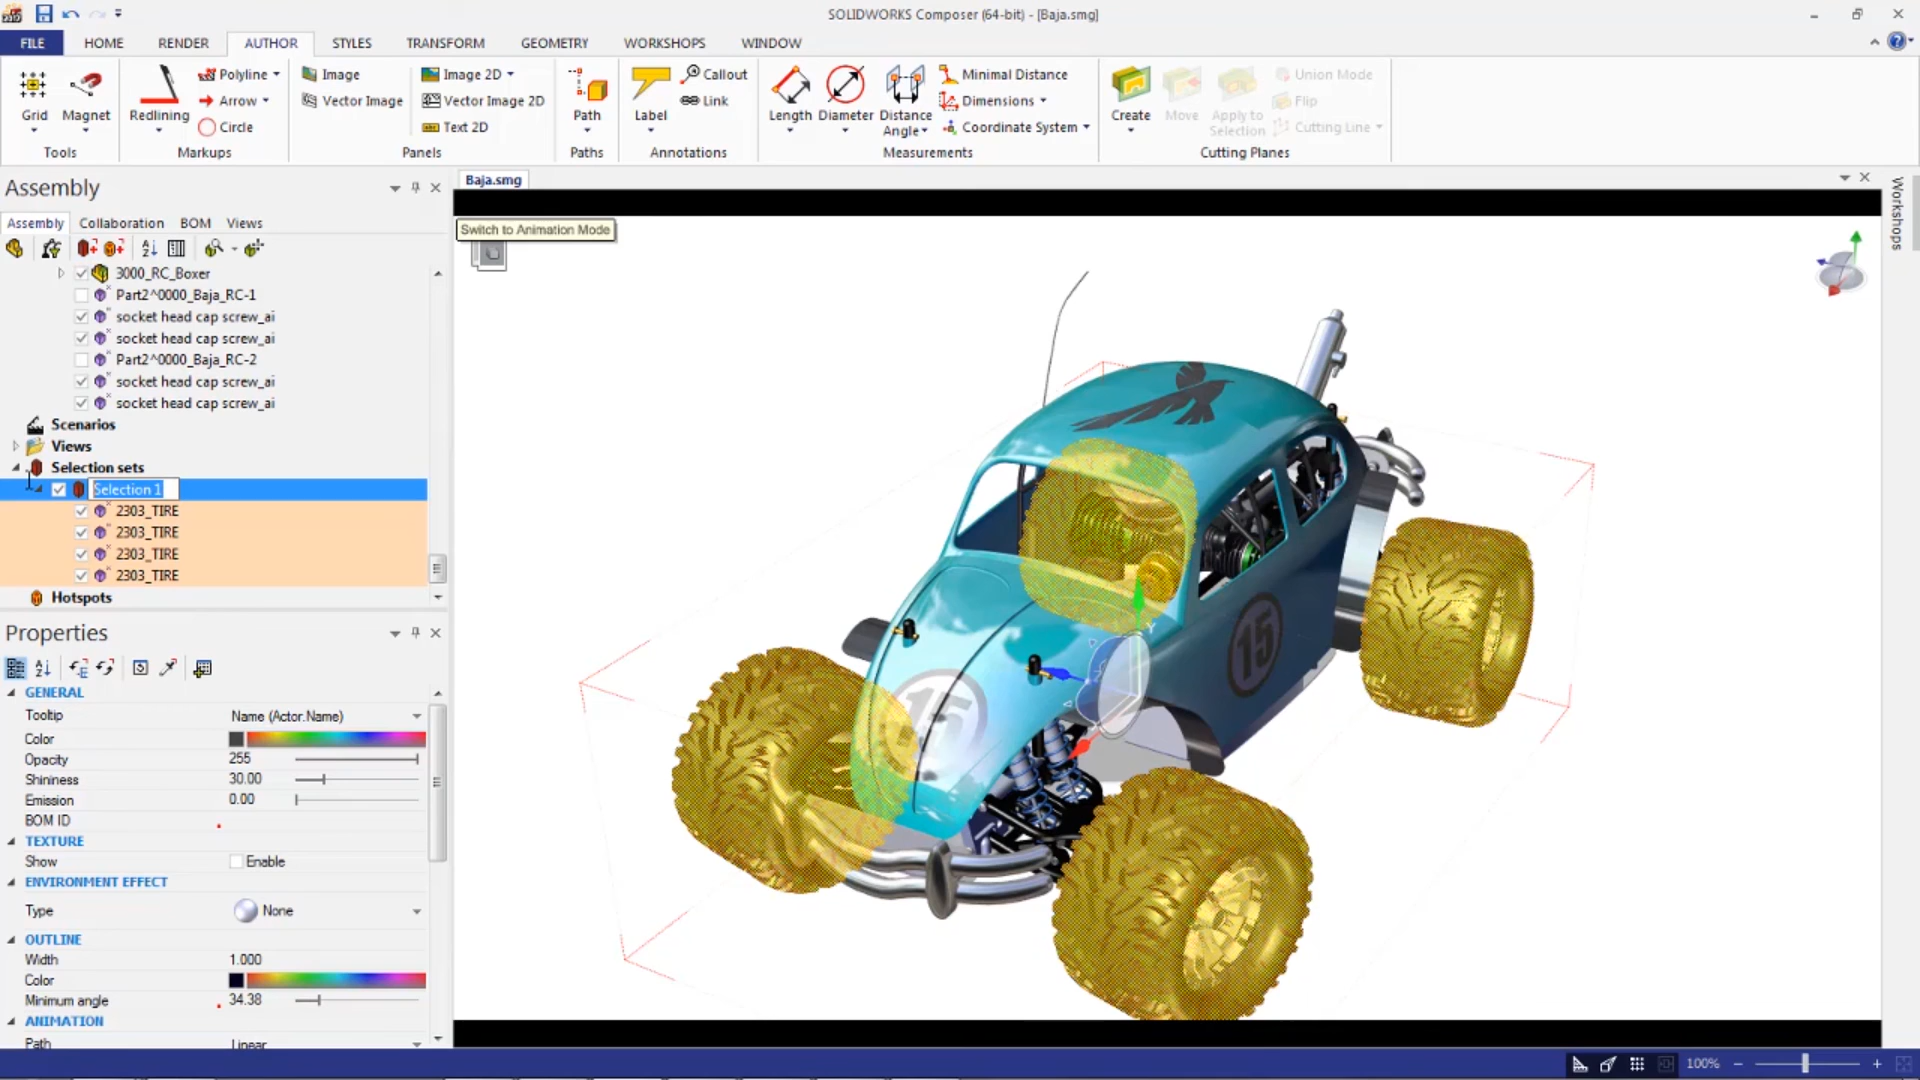 SOLIDWORKS Composer (64-bit) - [Baja.smg]
FILE HOME RENDER AUTHOR STYLES TRANSFORM GEOMETRY WORKSHOPS WINDOW
Grid Magnet Redlining Polyline Arrow Circle
Image Vector Image Image 2D Vector Image 2D Text 2D
Path Label Callout Link
Length Diameter Distance Angle Minimal Distance Dimensions Coordinate System
Create Move Apply to Selection Union Mode Flip Cutting Line
Tools Markups Panels Paths Annotations Measurements Cutting Planes
Assembly
Baja.smg
Workshops
Assembly Collaboration BOM Views
Switch to Animation Mode
3000_RC_Boxer
Part2^0000_Baja_RC-1
socket head cap screw_ai
socket head cap screw_ai
Part2^0000_Baja_RC-2
socket head cap screw_ai
socket head cap screw_ai
Scenarios
Views
Selection sets
Selection 1
2303_TIRE
2303_TIRE
2303_TIRE
2303_TIRE
Hotspots
Properties
GENERAL
Tooltip Name (Actor.Name)
Color
Opacity 255
Shininess 30.00
Emission 0.00
BOM ID
TEXTURE
Show Enable
ENVIRONMENT EFFECT
Type None
OUTLINE
Width 1.000
Color
Minimum angle 34.38
ANIMATION
Path Linear
15
15
100%